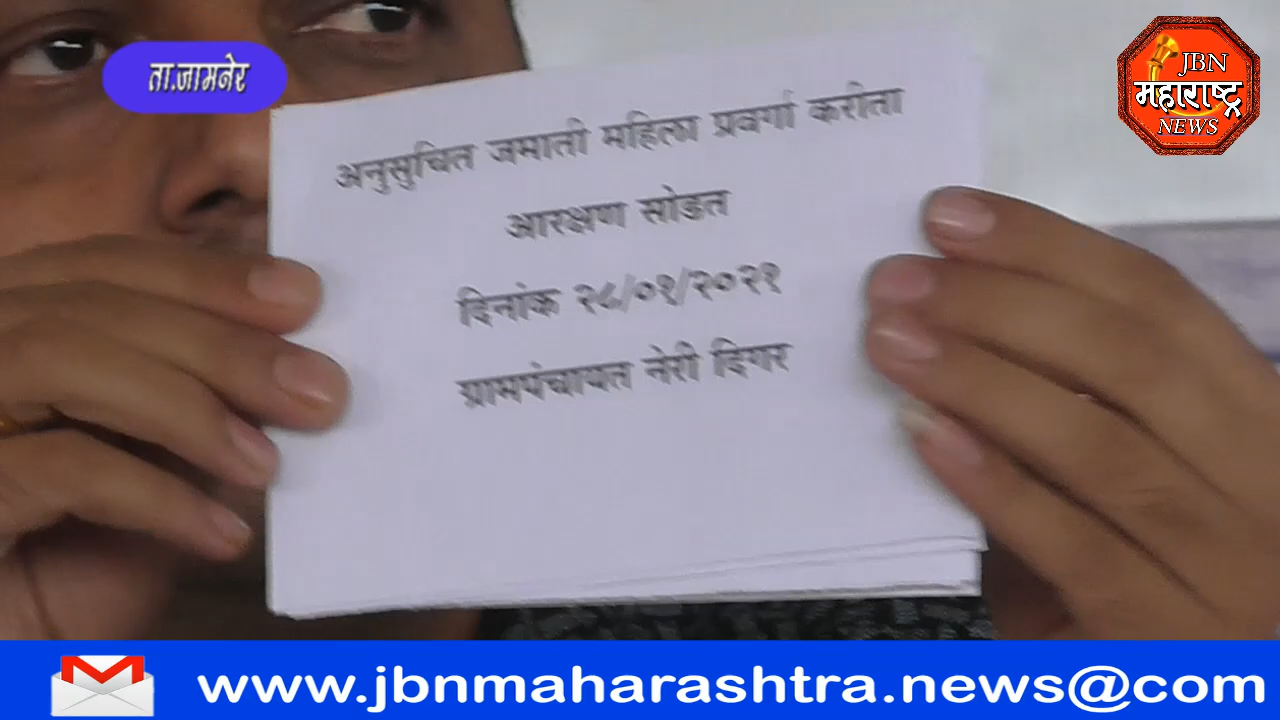 ता.जामनेर
JBN
महाराष्ट्र
NEWS
अनुसुचित जमाती महिला प्रवर्गा करीता
आरक्षण सोडत
दिनांक २८/०१/२०२१
ग्रामपंचायत नेरी दिगर
www.jbnmaharashtra.news@com